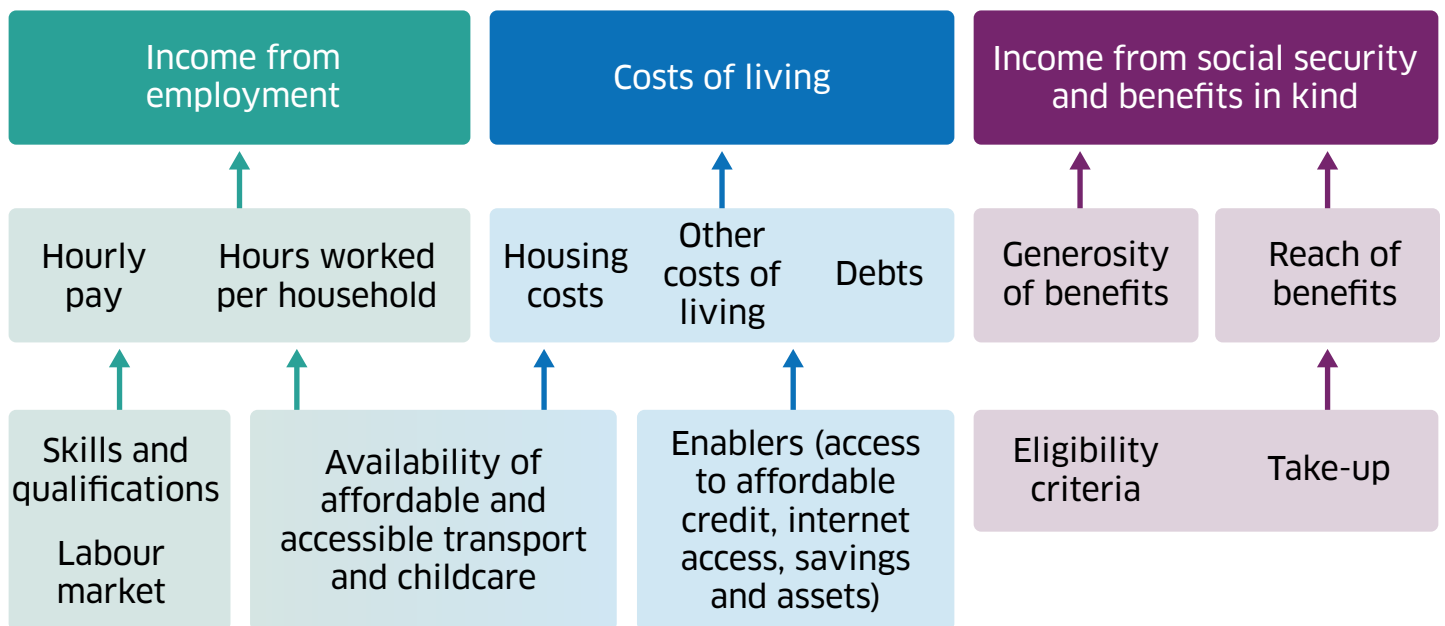 Income from
employment
Costs of living
Income from social security
and benefits in kind
Hourly
pay
Hours worked
per household
Housing
costs
Other
costs of
living
Debts
Generosity
of benefits
Reach of
benefits
Skills and
qualifications
Labour
market
Availability of
affordable and
accessible transport
and childcare
Enablers (access
to affordable
credit, internet
access, savings
and assets)
Eligibility
criteria
Take-up